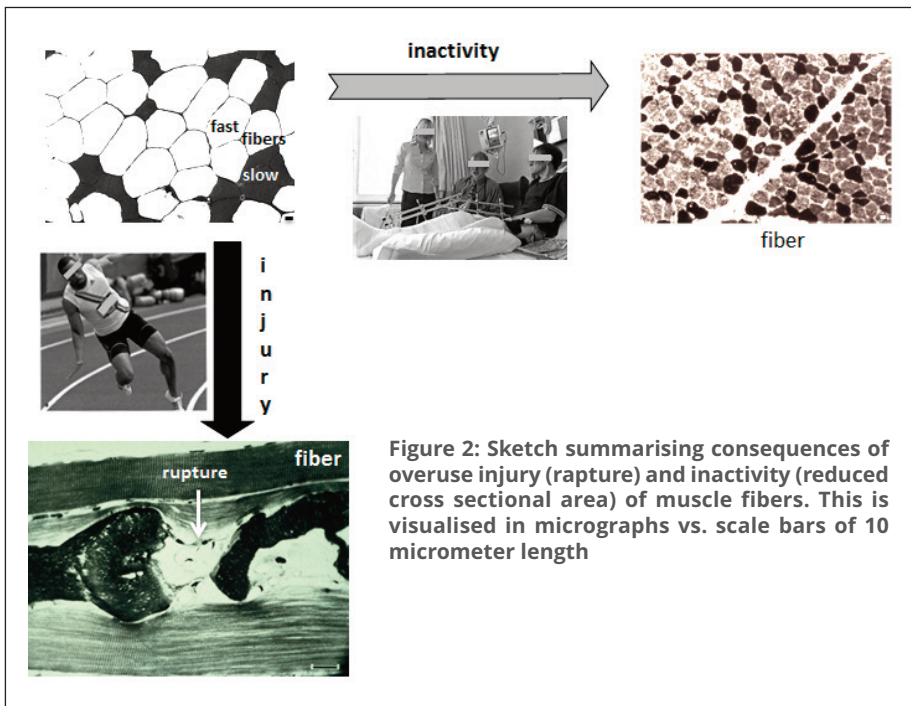 inactivity
fast
fibers
slow
fiber
injury
rupture
fiber
Figure 2: Sketch summarising consequences of
overuse injury (rapture) and inactivity (reduced
cross sectional area) of muscle fibers. This is
visualised in micrographs vs. scale bars of 10
micrometer length